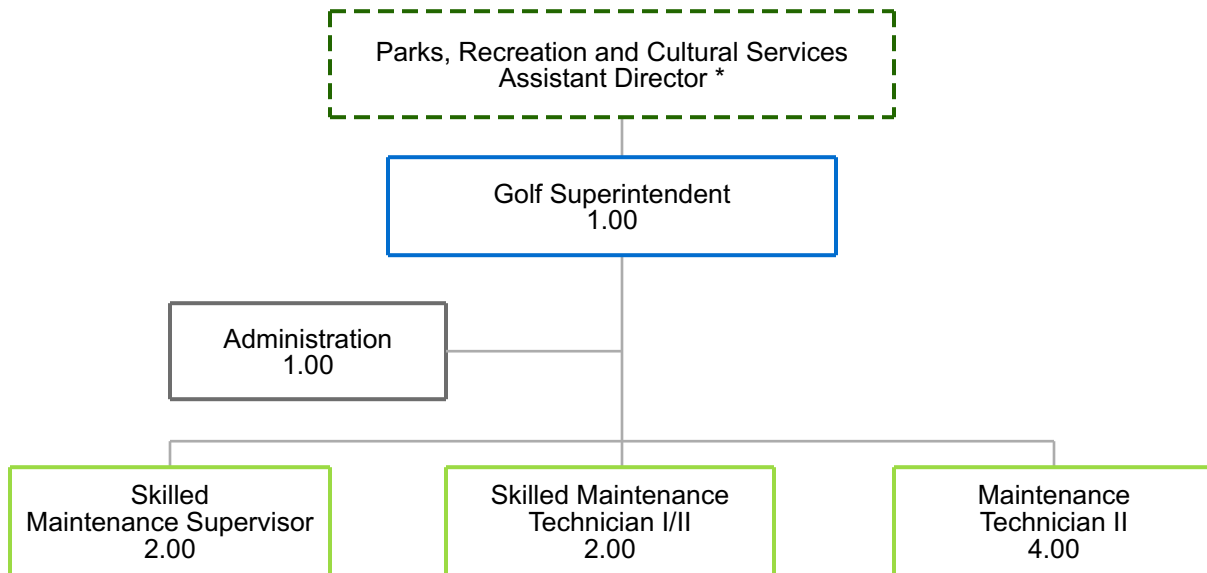 Parks, Recreation and Cultural Services
Assistant Director *
Golf Superintendent
1.00
Administration
1.00
Skilled
Maintenance Supervisor
2.00
Skilled Maintenance
Technician I/II
2.00
Maintenance
Technician II
4.00